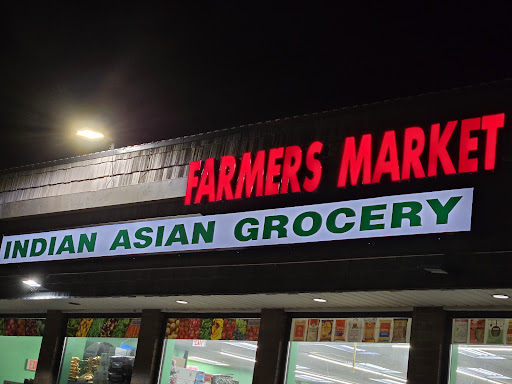 FARMERS MARKET
INDIAN ASIAN GROCERY